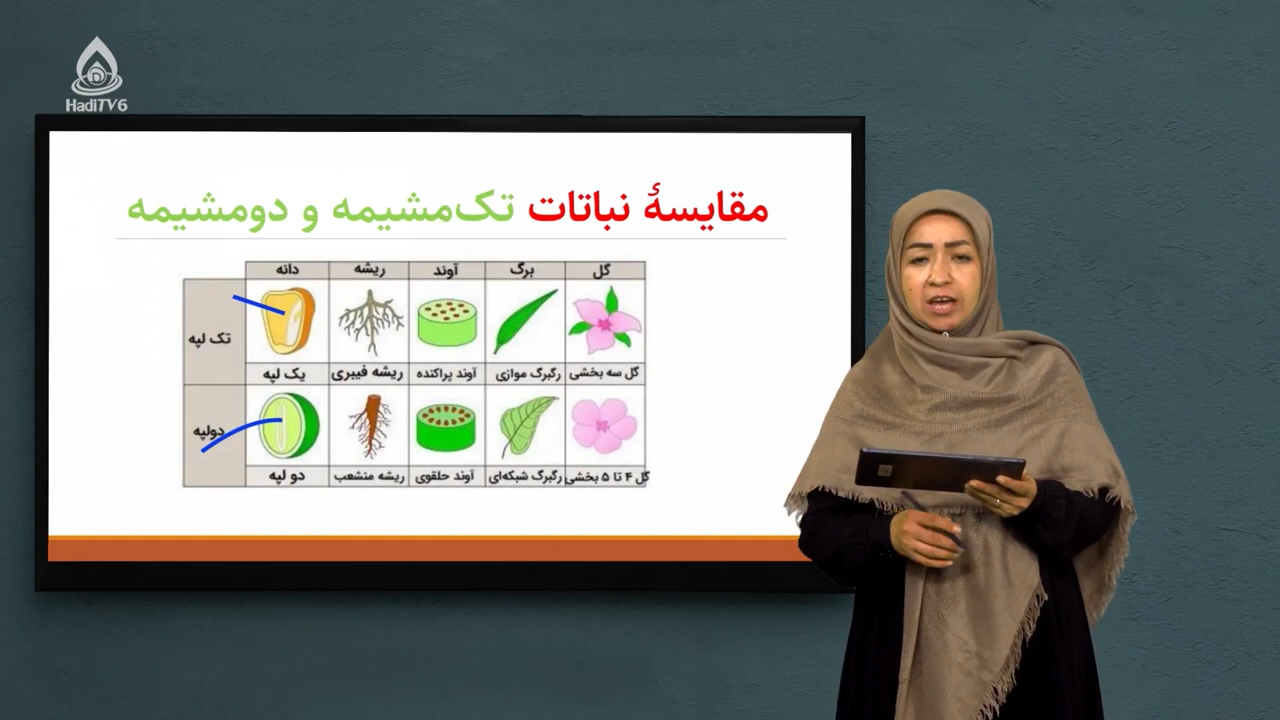 HadiTV6
مقایسهٔ نباتات تک‌مشیمه و دومشیمه
گل برگ آوند ریشه دانه
تک لپه
گل سه بخشی رگبرگ موازی آوند پراکنده ریشه فیبری یک لپه
دولپه
گل ۴ تا ۵ بخشی رگبرگ شبکه‌ای آوند حلقوی ریشه منشعب دو لپه